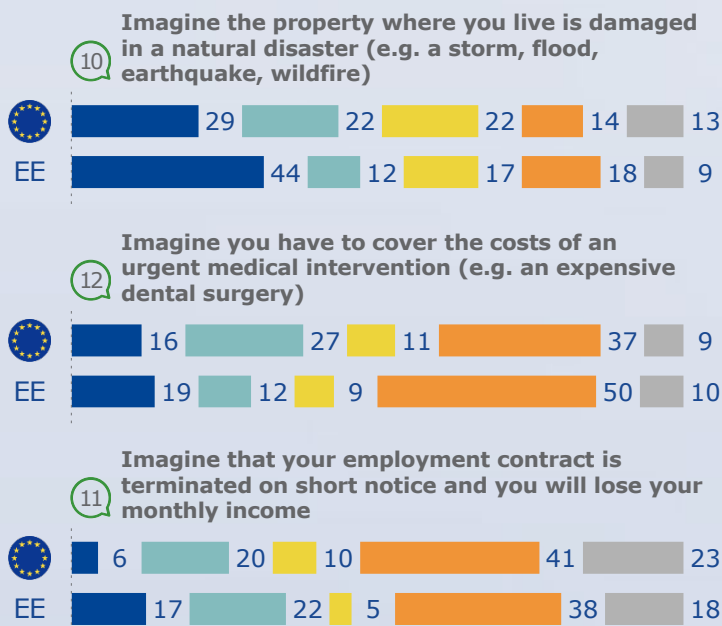 Imagine the property where you live is damaged
in a natural disaster (e.g. a storm, flood,
earthquake, wildfire)
10
29 22 22 14 13
EE 44 12 17 18 9
Imagine you have to cover the costs of an
urgent medical intervention (e.g. an expensive
dental surgery)
12
16 27 11 37 9
EE 19 12 9 50 10
Imagine that your employment contract is
terminated on short notice and you will lose your
monthly income
11
6 20 10 41 23
EE 17 22 5 38 18